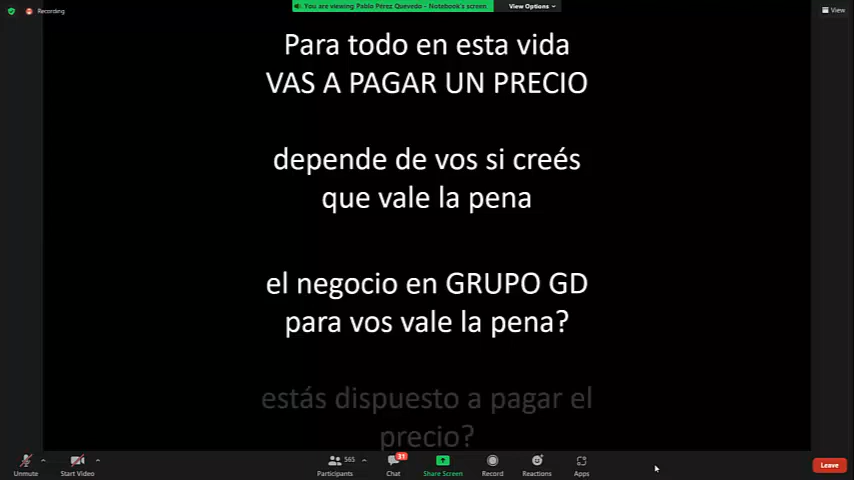 Recording
You are viewing Pablo Pérez Quevedo - Notebook's screen
View Options
View
Para todo en esta vida
VAS A PAGAR UN PRECIO
depende de vos si creés
que vale la pena
el negocio en GRUPO GD
para vos vale la pena?
estás dispuesto a pagar el
precio?
Unmute
Start Video
565
Participants
31
Chat
Share Screen
Record
Reactions
Apps
Leave